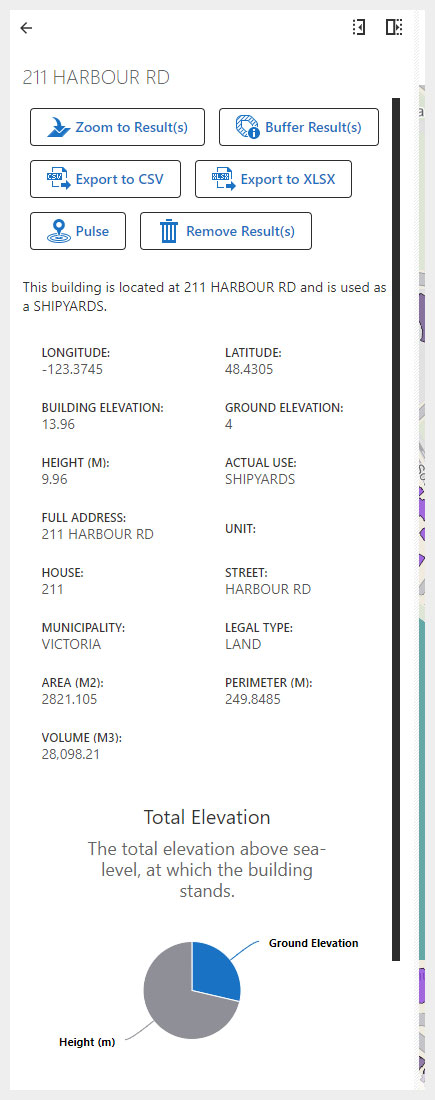 211 HARBOUR RD
Zoom to Result(s)
Buffer Result(s)
CSV
Export to CSV
XLSX
Export to XLSX
Pulse
Remove Result(s)
This building is located at 211 HARBOUR RD and is used as
a SHIPYARDS.
LONGITUDE:
-123.3745
LATITUDE:
48.4305
BUILDING ELEVATION:
13.96
GROUND ELEVATION:
4
HEIGHT (M):
9.96
ACTUAL USE:
SHIPYARDS
FULL ADDRESS:
211 HARBOUR RD
UNIT:
HOUSE:
211
STREET:
HARBOUR RD
MUNICIPALITY:
VICTORIA
LEGAL TYPE:
LAND
AREA (M2):
2821.105
PERIMETER (M):
249.8485
VOLUME (M3):
28,098.21
Total Elevation
The total elevation above sea-
level, at which the building
stands.
Ground Elevation
Height (m)